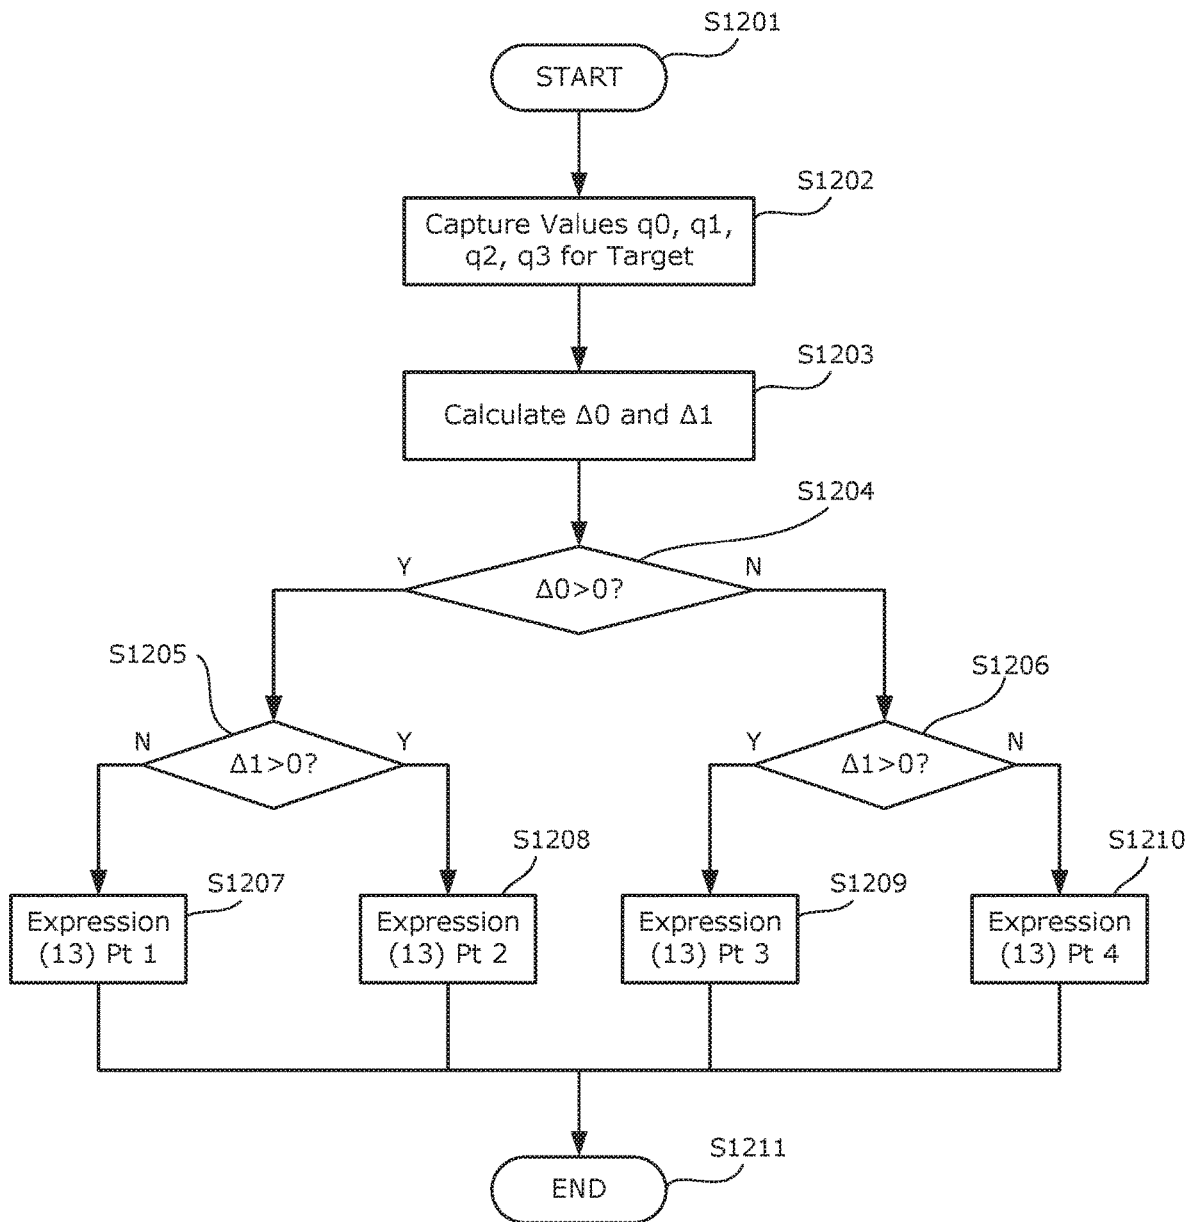 S1201
START
S1202
Capture Values q0, q1,
q2, q3 for Target
S1203
Calculate Δ0 and Δ1
S1204
Y
N
Δ0>0?
S1205
S1206
N
Y
Y
N
Δ1>0?
Δ1>0?
S1207
S1208
S1209
S1210
Expression
(13) Pt 1
Expression
(13) Pt 2
Expression
(13) Pt 3
Expression
(13) Pt 4
S1211
END